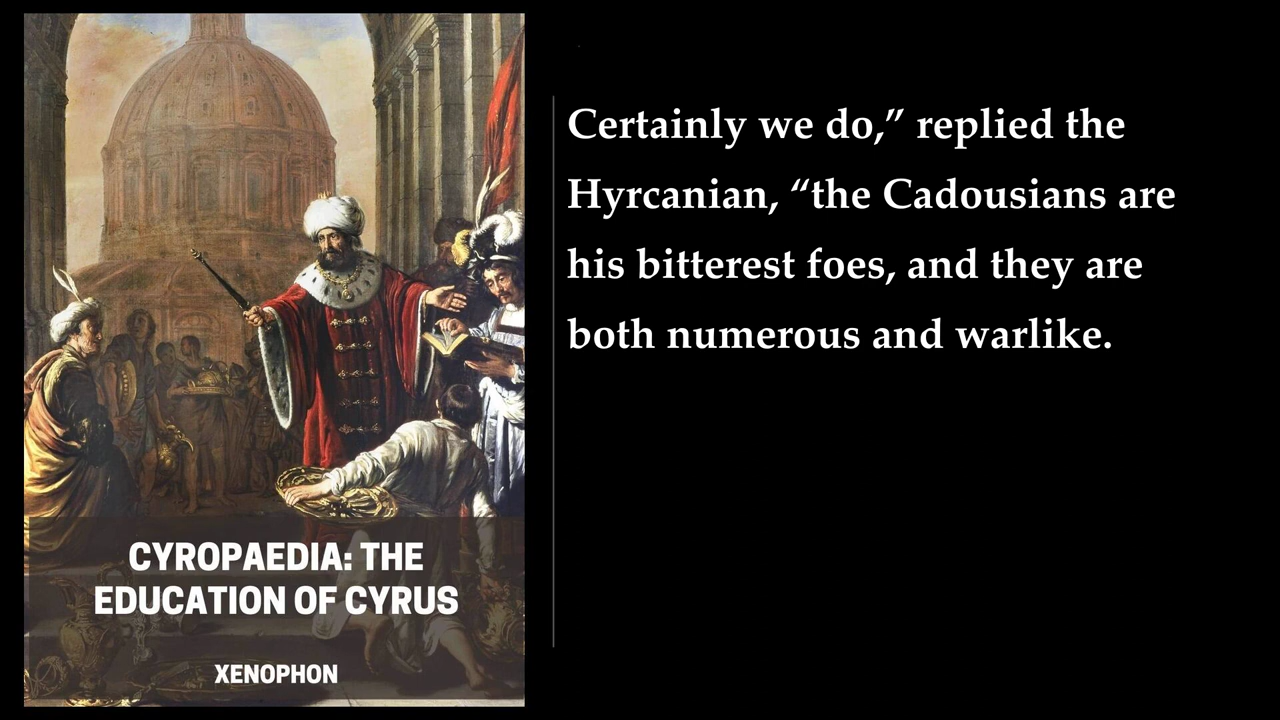 CYROPAEDIA: THE
EDUCATION OF CYRUS
XENOPHON
Certainly we do,” replied the
Hyrcanian, “the Cadousians are
his bitterest foes, and they are
both numerous and warlike.